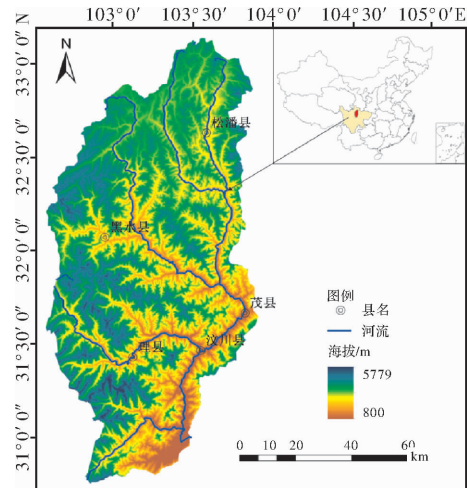 103°0′ 103°30′ 104°0′ 104°30′ 105°0′E
33°0′0″N
32°30′0″
32°0′0″
31°30′0″
31°0′0″
N
松潘县
黑水县
茂县
汶川县
理县
图例
县名
河流
海拔/m
5779
800
0 10 20 40 60
km